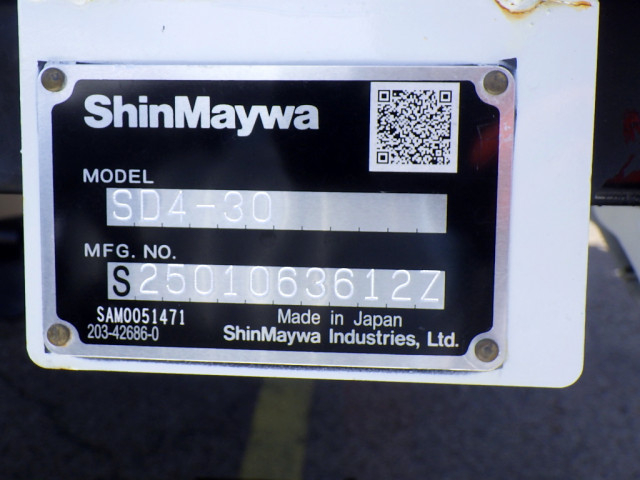 ShinMaywa
MODEL
SD4-30
MFG. NO.
S2501063612Z
SAM0051471
203-42686-0
Made in Japan
ShinMaywa Industries, Ltd.